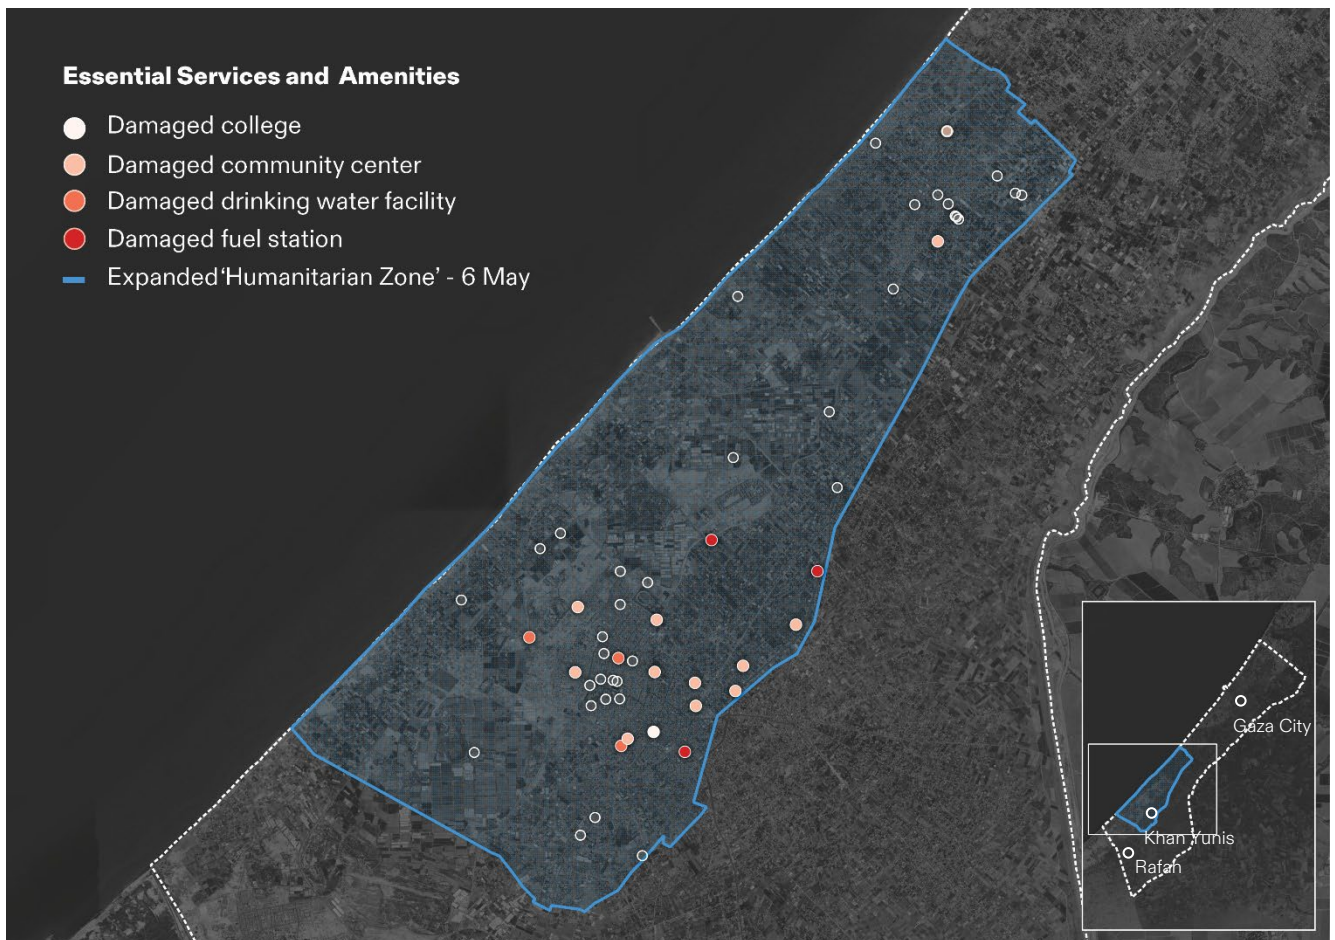 Essential Services and Amenities
Damaged college
Damaged community center
Damaged drinking water facility
Damaged fuel station
Expanded ‘Humanitarian Zone’ - 6 May
Gaza City
Khan Yunis
Rafah